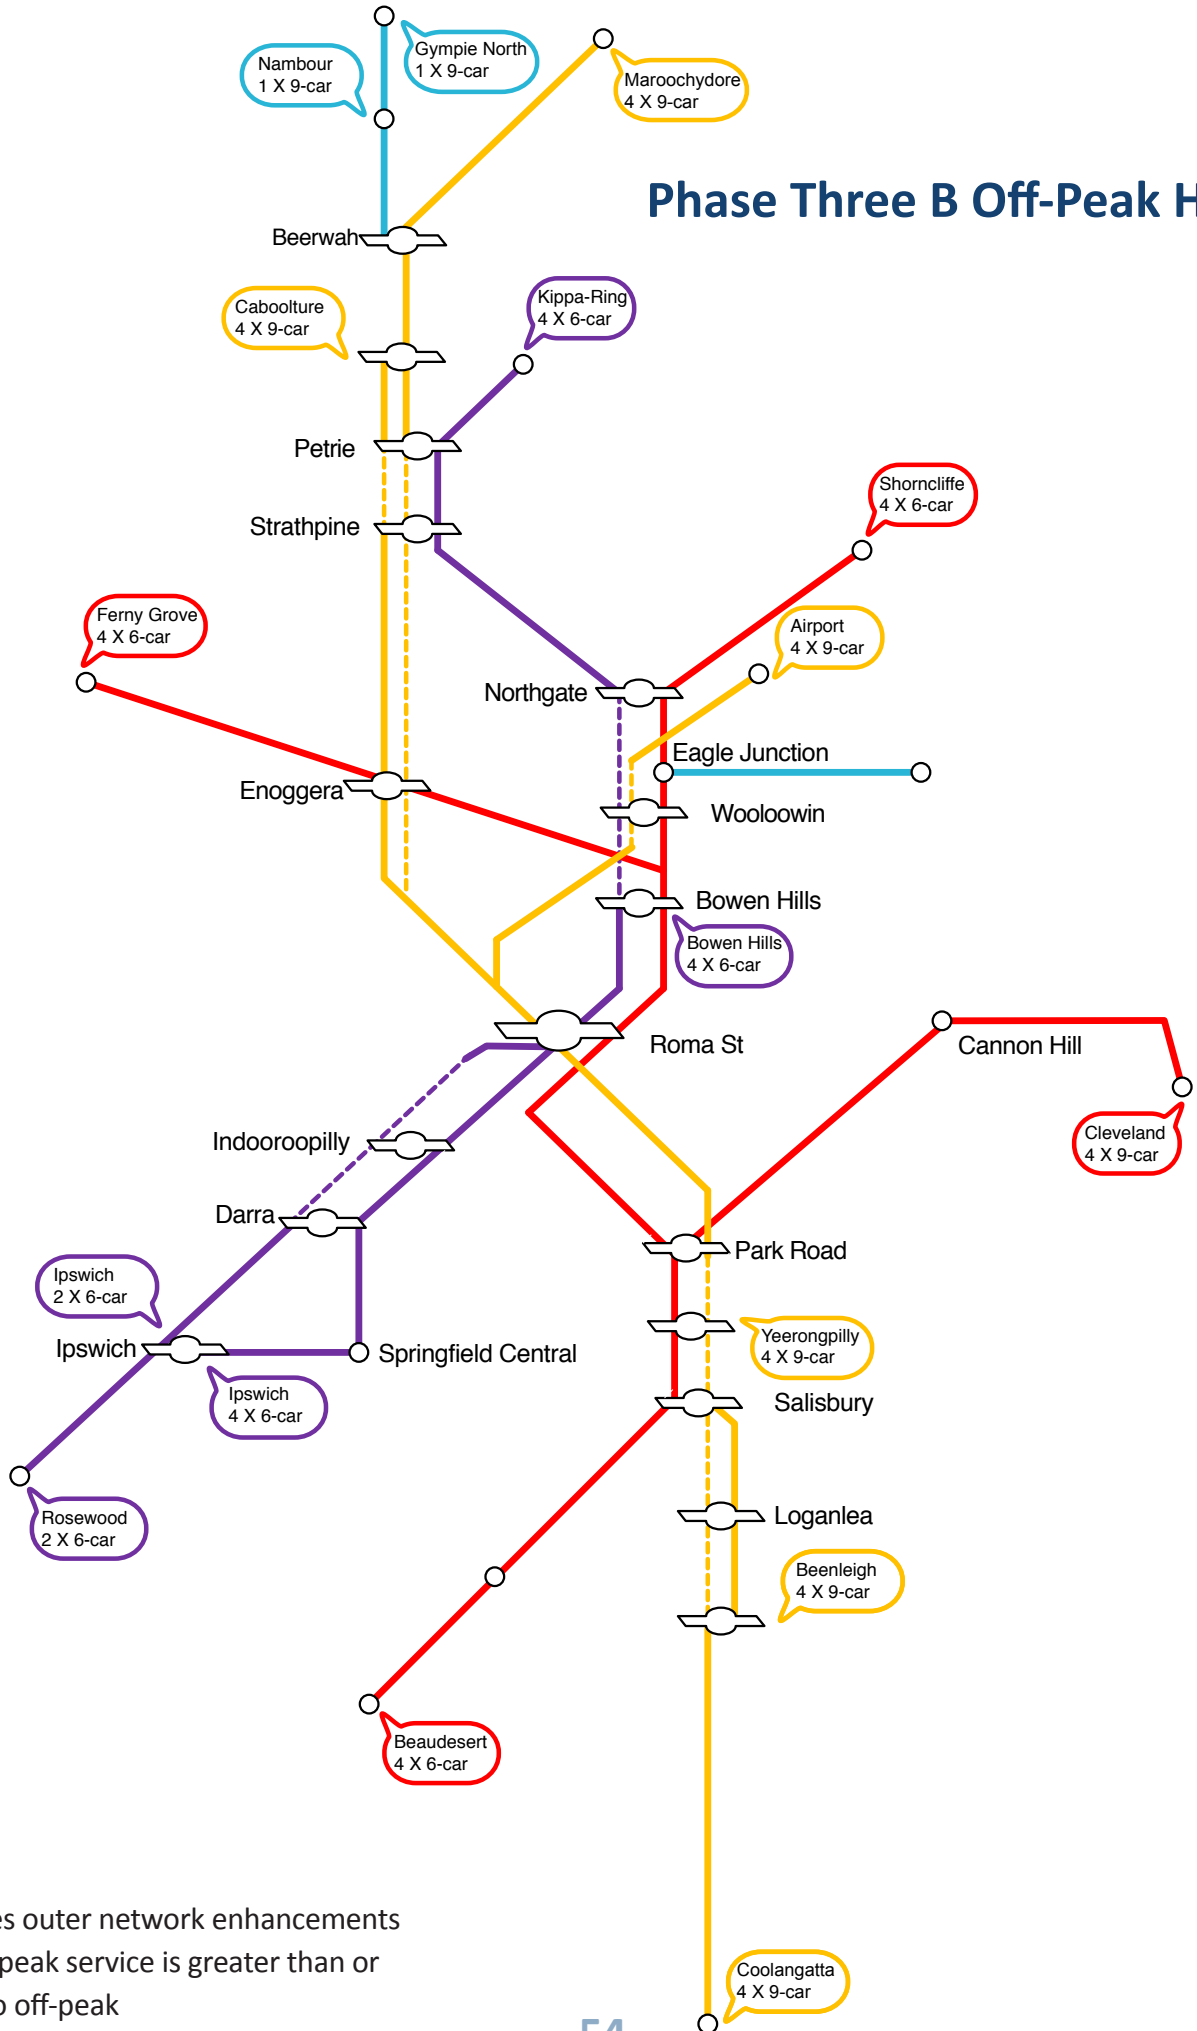 Gympie North
1 X 9-car
Nambour
1 X 9-car
Maroochydore
4 X 9-car
Phase Three B Off-Peak H
Beerwah
Caboolture
4 X 9-car
Kippa-Ring
4 X 6-car
Petrie
Strathpine
Shorncliffe
4 X 6-car
Ferny Grove
4 X 6-car
Airport
4 X 9-car
Northgate
Eagle Junction
Enoggera
Wooloowin
Bowen Hills
Bowen Hills
4 X 6-car
Roma St
Cannon Hill
Cleveland
4 X 9-car
Indooroopilly
Darra
Park Road
Ipswich
2 X 6-car
Yeerongpilly
4 X 9-car
Ipswich
Springfield Central
Ipswich
4 X 6-car
Salisbury
Rosewood
2 X 6-car
Loganlea
Beenleigh
4 X 9-car
Beaudesert
4 X 6-car
es outer network enhancements
peak service is greater than or
o off-peak
Coolangatta
4 X 9-car
54